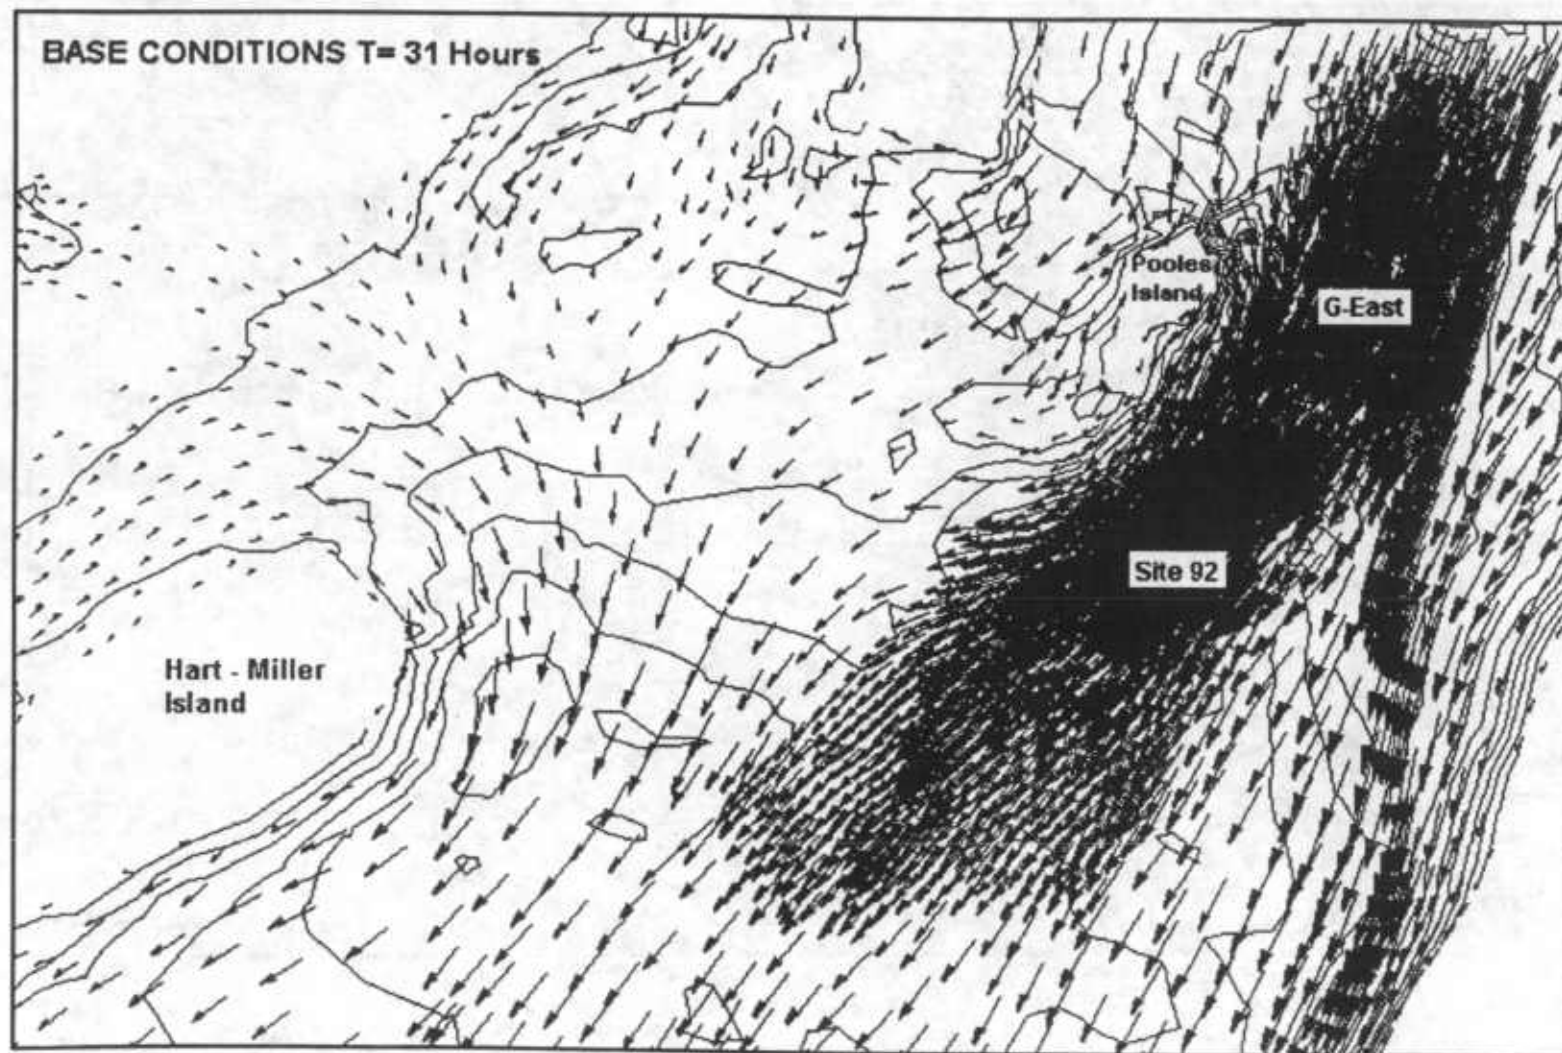 BASE CONDITIONS T= 31 Hours
Pooles
Island
G-East
Site 92
Hart - Miller
Island